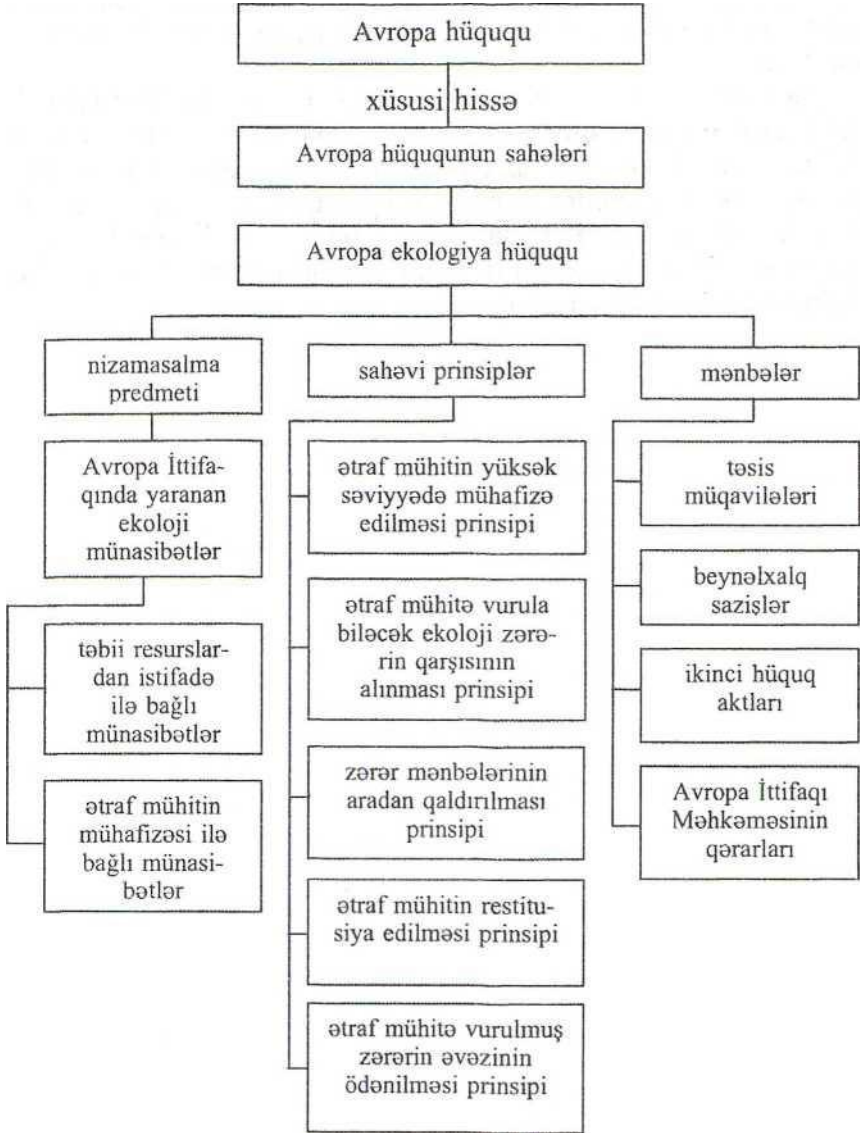 Avropa hüququ
xüsusi hissə
Avropa hüququnun sahələri
Avropa ekologiya hüququ
nizamasalma
predmeti
Avropa İttifa-
qında yaranan
ekoloji
münasibətlər
təbii resurslar-
dan istifadə
ilə bağlı
münasibətlər
ətraf mühitin
mühafizəsi ilə
bağlı münasi-
bətlər
sahəvi prinsiplər
ətraf mühitin yüksək
səviyyədə mühafizə
edilməsi prinsipi
ətraf mühitə vurula
biləcək ekoloji zərə-
rin qarşısının
alınması prinsipi
zərər mənbələrinin
aradan qaldırılması
prinsipi
ətraf mühitin restitu-
siya edilməsi prinsipi
ətraf mühitə vurulmuş
zərərin əvəzinin
ödənilməsi prinsipi
mənbələr
təsis
müqavilələri
beynəlxalq
sazişlər
ikinci hüquq
aktları
Avropa İttifaqı
Məhkəməsinin
qərarları